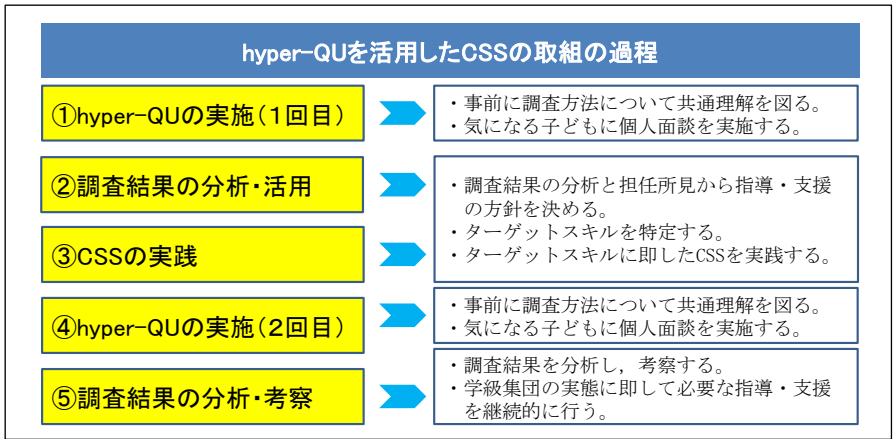 hyper-QUを活用したCSSの取組の過程
①hyper-QUの実施(1回目)
・事前に調査方法について共通理解を図る。
・気になる子どもに個人面談を実施する。
②調査結果の分析・活用
③CSSの実践
・調査結果の分析と担任所見から指導・支援
の方針を決める。
・ターゲットスキルを特定する。
・ターゲットスキルに即したCSSを実践する。
④hyper-QUの実施(2回目)
・事前に調査方法について共通理解を図る。
・気になる子どもに個人面談を実施する。
⑤調査結果の分析・考察
・調査結果を分析し,考察する。
・学級集団の実態に即して必要な指導・支援
を継続的に行う。